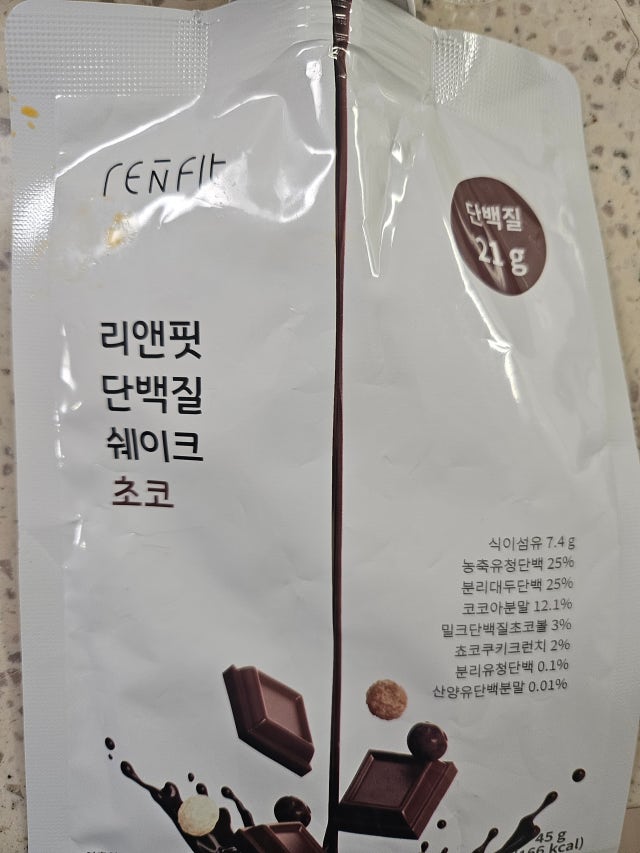 renfit
단백질
21 g
리앤핏
단백질
쉐이크
초코
식이섬유 7.4 g
농축유청단백 25%
분리대두단백 25%
코코아분말 12.1%
밀크단백질초코볼 3%
쵸코쿠키크런치 2%
분리유청단백 0.1%
산양유단백분말 0.01%
45 g
166 kcal)